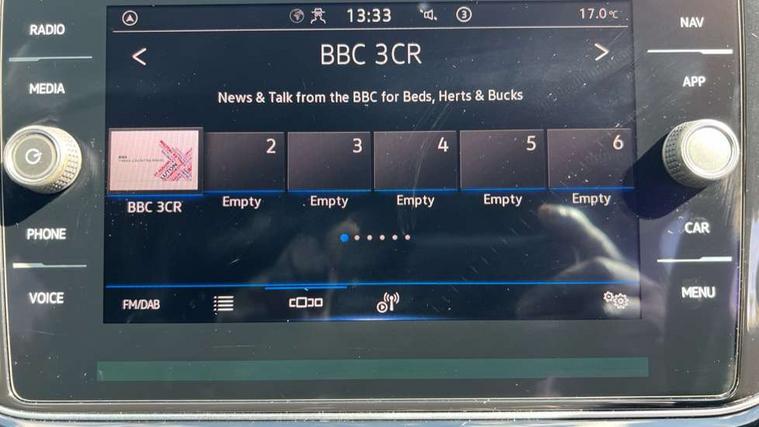 RADIO
MEDIA
PHONE
VOICE
13:33
3
17.0°C
BBC 3CR
News & Talk from the BBC for Beds, Herts & Bucks
2
3
4
5
6
BBC 3CR
Empty
Empty
Empty
Empty
Empty
FM/DAB
NAV
APP
CAR
MENU